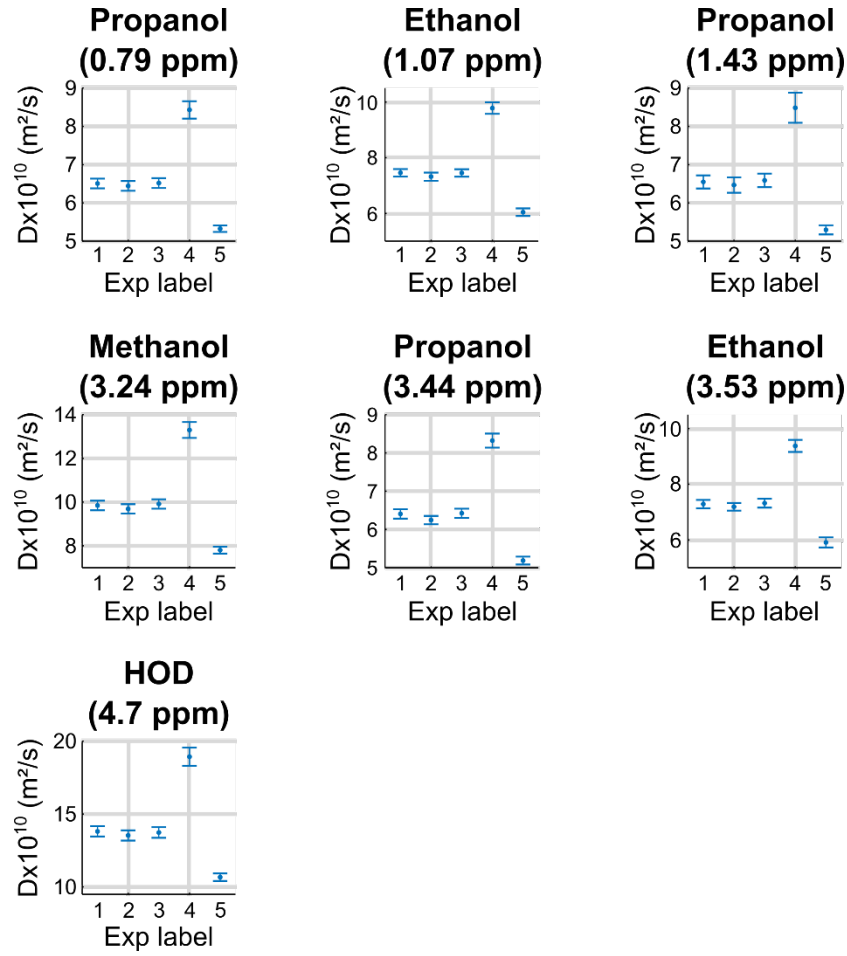 Propanol
(0.79 ppm)
Dx10¹⁰ (m²/s)
9
8
7
6
5
1 2 3 4 5
Exp label
Ethanol
(1.07 ppm)
Dx10¹⁰ (m²/s)
10
8
6
1 2 3 4 5
Exp label
Propanol
(1.43 ppm)
Dx10¹⁰ (m²/s)
9
8
7
6
5
1 2 3 4 5
Exp label
Methanol
(3.24 ppm)
Dx10¹⁰ (m²/s)
14
12
10
8
1 2 3 4 5
Exp label
Propanol
(3.44 ppm)
Dx10¹⁰ (m²/s)
9
8
7
6
5
1 2 3 4 5
Exp label
Ethanol
(3.53 ppm)
Dx10¹⁰ (m²/s)
10
8
6
1 2 3 4 5
Exp label
HOD
(4.7 ppm)
Dx10¹⁰ (m²/s)
20
15
10
1 2 3 4 5
Exp label